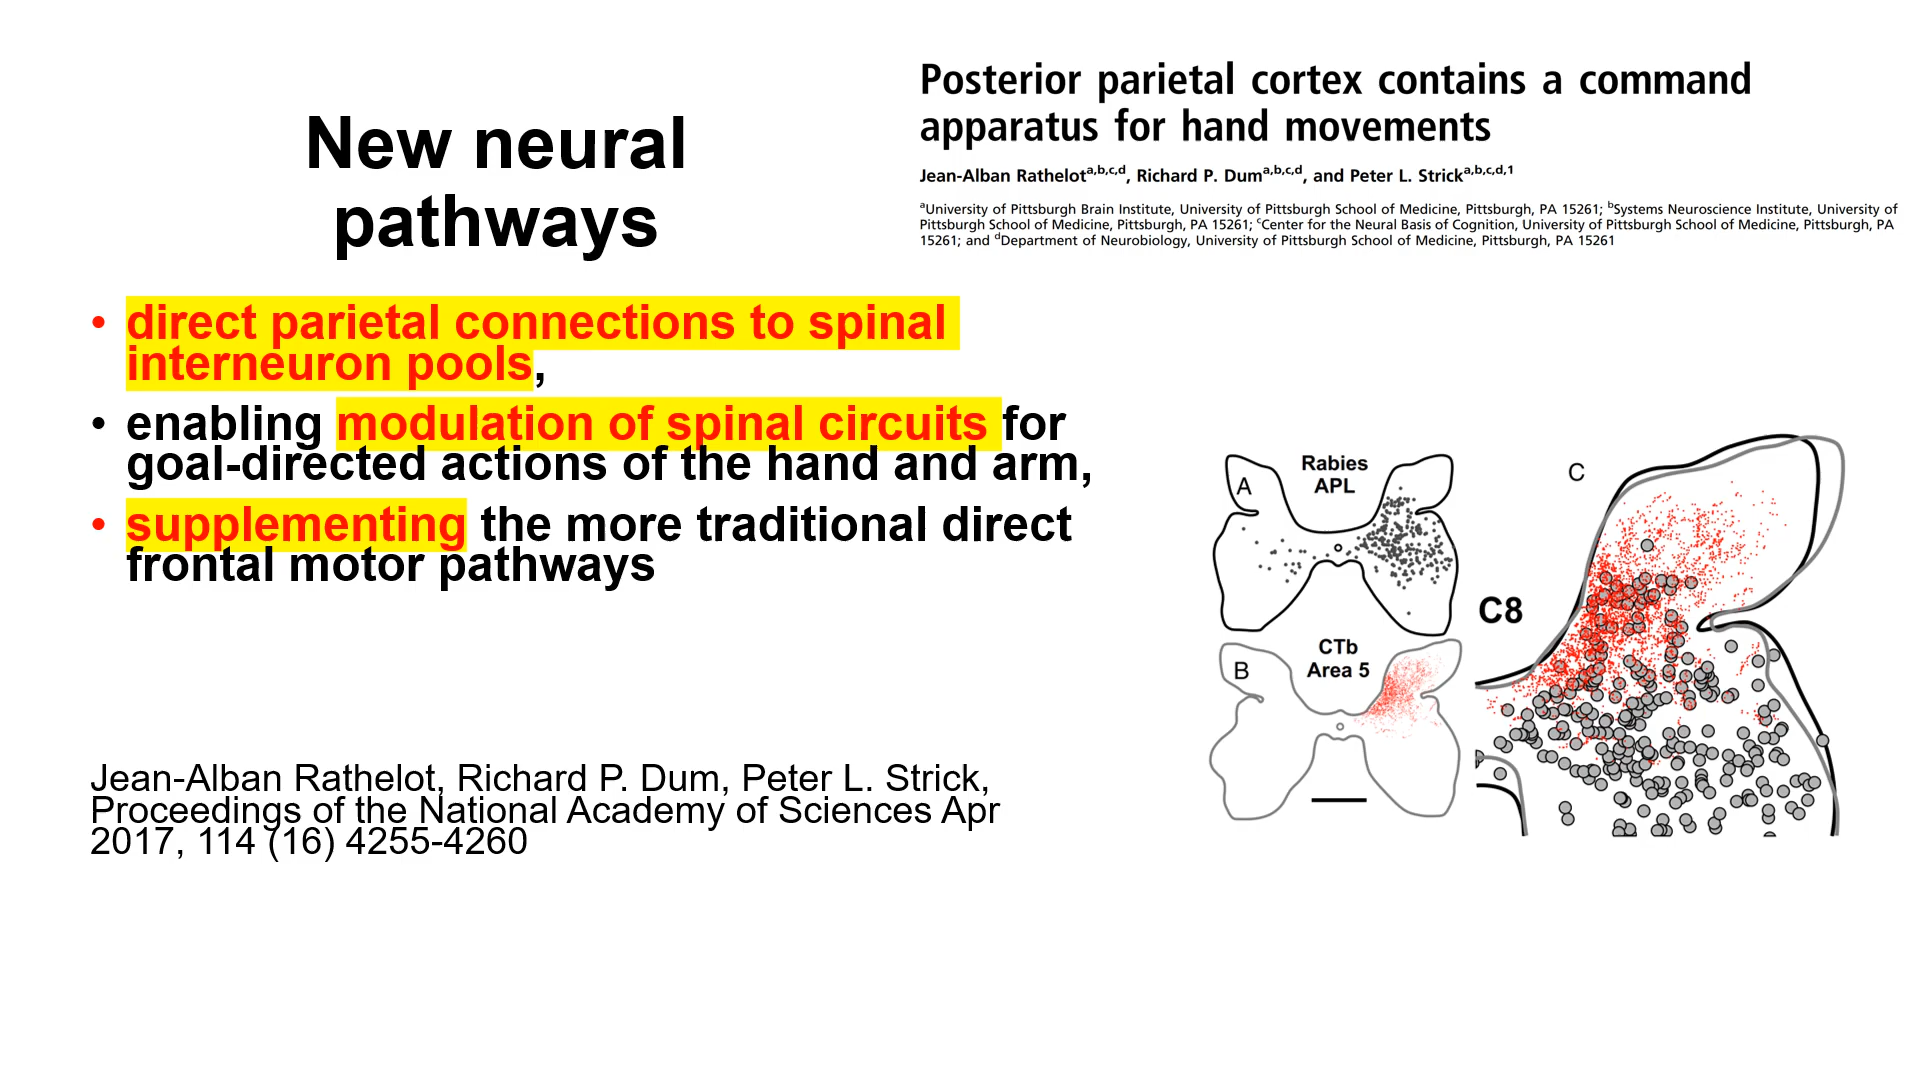 New neural
pathways
• direct parietal connections to spinal
interneuron pools,
• enabling modulation of spinal circuits for
goal-directed actions of the hand and arm,
• supplementing the more traditional direct
frontal motor pathways
Jean-Alban Rathelot, Richard P. Dum, Peter L. Strick,
Proceedings of the National Academy of Sciences Apr
2017, 114 (16) 4255-4260
Posterior parietal cortex contains a command
apparatus for hand movements
Jean-Alban Rathelot^a,b,c,d, Richard P. Dum^a,b,c,d, and Peter L. Strick^a,b,c,d,1
^aUniversity of Pittsburgh Brain Institute, University of Pittsburgh School of Medicine, Pittsburgh, PA 15261; ^bSystems Neuroscience Institute, University of
Pittsburgh School of Medicine, Pittsburgh, PA 15261; ^cCenter for the Neural Basis of Cognition, University of Pittsburgh School of Medicine, Pittsburgh, PA
15261; and ^dDepartment of Neurobiology, University of Pittsburgh School of Medicine, Pittsburgh, PA 15261
A
Rabies
APL
B
CTb
Area 5
C
C8